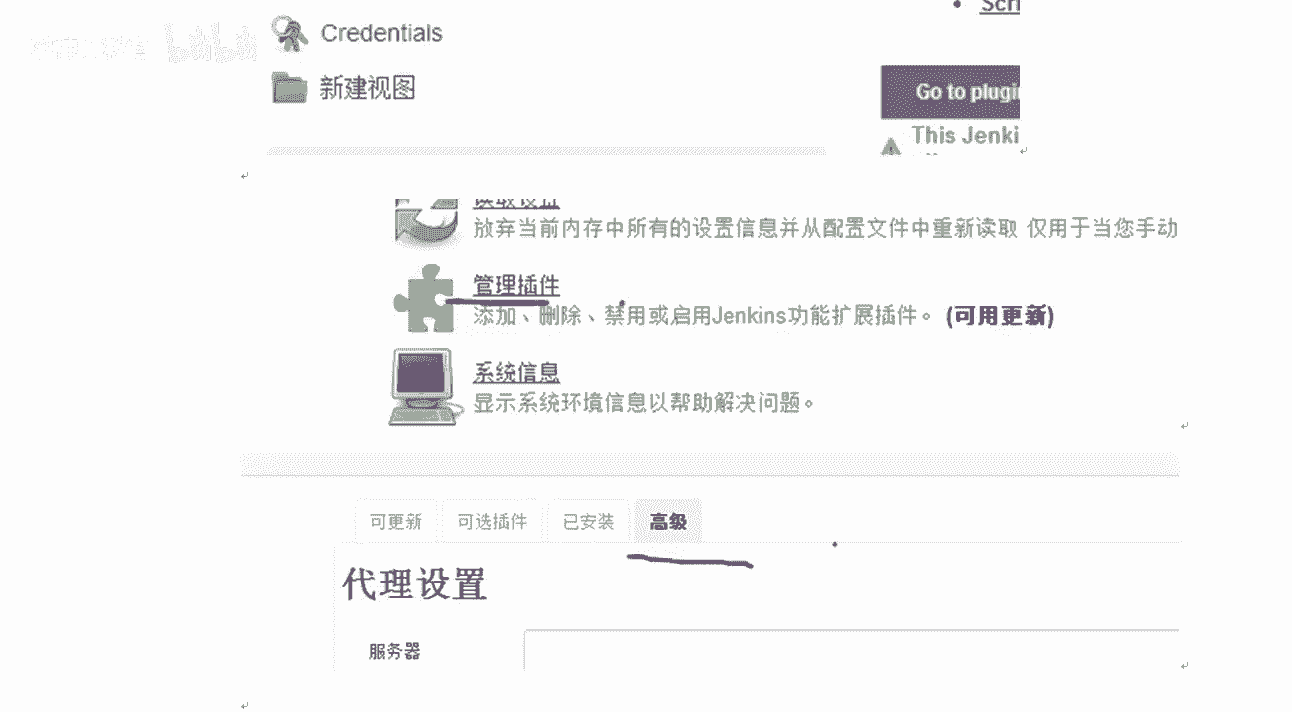 Credentials
新建视图
Go to plugin
This Jenki
读取设置
放弃当前内存中所有的设置信息并从配置文件中重新读取 仅用于当您手动
管理插件
添加、删除、禁用或启用Jenkins功能扩展插件。 (可用更新)
系统信息
显示系统环境信息以帮助解决问题。
可更新 可选插件 已安装 高级
代理设置
服务器